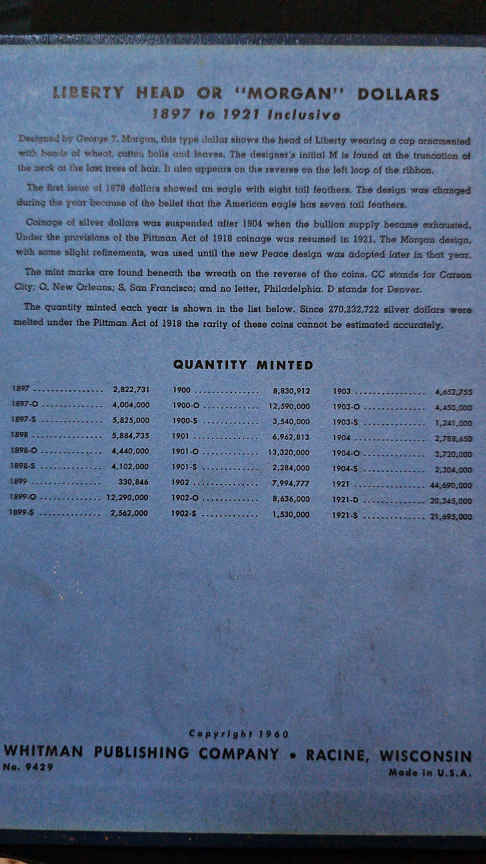 LIBERTY HEAD OR "MORGAN" DOLLARS
1897 to 1921 Inclusive
Designed by George T. Morgan, this type dollar shows the head of Liberty wearing a cap ornamented
with heads of wheat, cotton bolls and leaves. The designer's initial M is found at the truncation of
the neck at the last tress of hair. It also appears on the reverse on the left loop of the ribbon.
The first issue of 1878 dollars showed an eagle with eight tail feathers. The design was changed
during the year because of the belief that the American eagle has seven tail feathers.
Coinage of silver dollars was suspended after 1904 when the bullion supply became exhausted.
Under the provisions of the Pittman Act of 1918 coinage was resumed in 1921. The Morgan design,
with some slight refinements, was used until the new Peace design was adopted later in that year.
The mint marks are found beneath the wreath on the reverse of the coins. CC stands for Carson
City; O, New Orleans; S, San Francisco; and no letter, Philadelphia. D stands for Denver.
The quantity minted each year is shown in the list below. Since 270,232,722 silver dollars were
melted under the Pittman Act of 1918 the rarity of these coins cannot be estimated accurately.
QUANTITY MINTED
1897 ................ 2,822,731
1897-O .............. 4,004,000
1897-S .............. 5,825,000
1898 ................ 5,884,735
1898-O .............. 4,440,000
1898-S .............. 4,102,000
1899 ................ 330,846
1899-O .............. 12,290,000
1899-S .............. 2,562,000
1900 ............... 8,830,912
1900-O ............. 12,590,000
1900-S ............. 3,540,000
1901 ............... 6,962,813
1901-O ............. 13,320,000
1901-S ............. 2,284,000
1902 ............... 7,994,777
1902-O ............. 8,636,000
1902-S ............. 1,530,000
1903 ................ 4,652,755
1903-O .............. 4,450,000
1903-S .............. 1,241,000
1904 ................ 2,788,650
1904-O .............. 3,720,000
1904-S .............. 2,304,000
1921 ................ 44,690,000
1921-D .............. 20,345,000
1921-S .............. 21,695,000
Copyright 1960
WHITMAN PUBLISHING COMPANY • RACINE, WISCONSIN
No. 9429
Made in U.S.A.